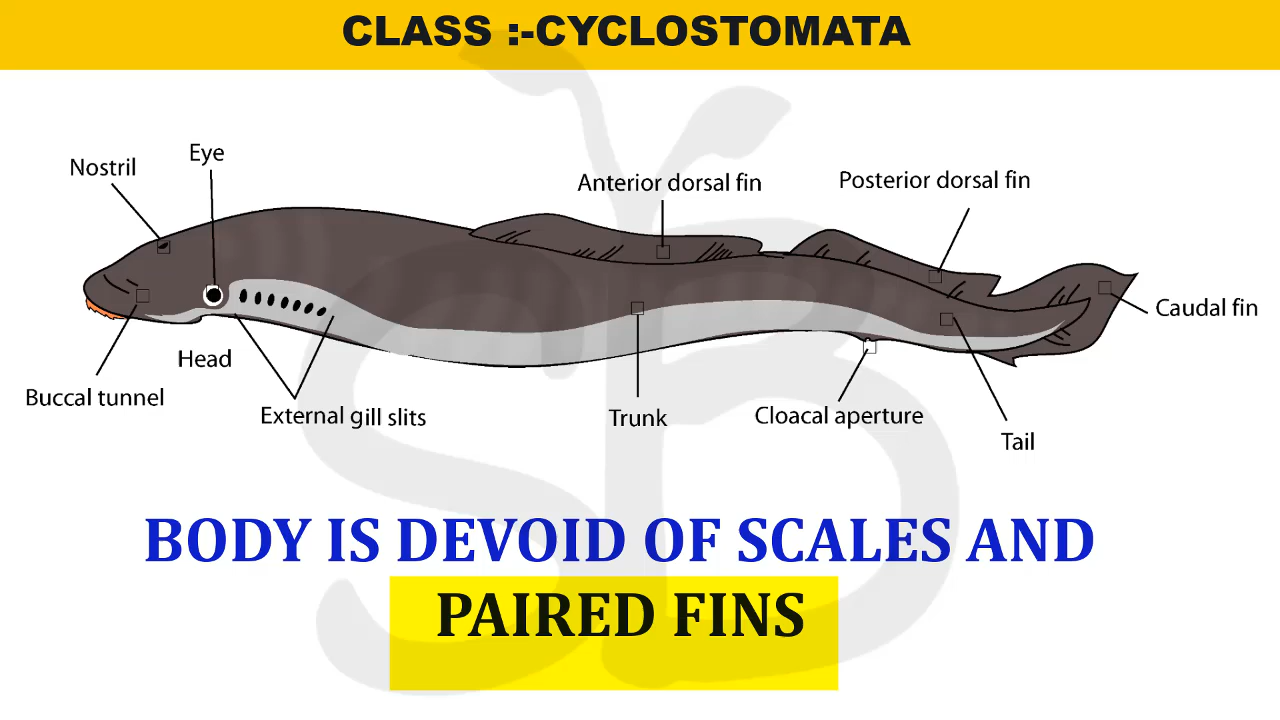 CLASS :-CYCLOSTOMATA
Eye
Nostril
Anterior dorsal fin
Posterior dorsal fin
Caudal fin
Head
Buccal tunnel
External gill slits
Trunk
Cloacal aperture
Tail
BODY IS DEVOID OF SCALES AND
PAIRED FINS